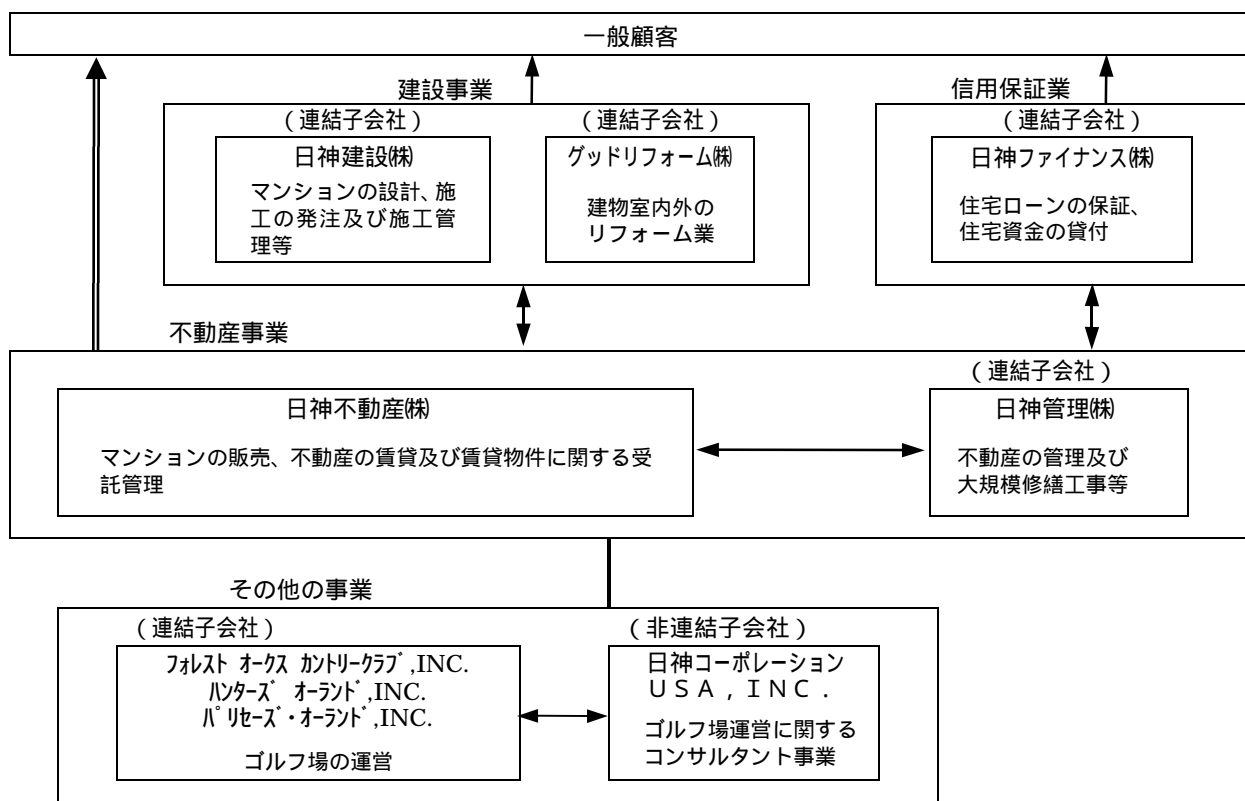 一般顧客
建設事業
信用保証業
(連結子会社)
日神建設㈱
マンションの設計、施
工の発注及び施工管
理等
(連結子会社)
グッドリフォーム㈱
建物室内外の
リフォーム業
(連結子会社)
日神ファイナンス㈱
住宅ローンの保証、
住宅資金の貸付
不動産事業
日神不動産㈱
マンションの販売、不動産の賃貸及び賃貸物件に関する受
託管理
(連結子会社)
日神管理㈱
不動産の管理及び
大規模修繕工事等
その他の事業
(連結子会社)
フォレスト オークス カントリークラブ,INC.
ハンターズ オーランド,INC.
パリセーズ・オーランド,INC.
ゴルフ場の運営
(非連結子会社)
日神コーポレーション
USA,INC.
ゴルフ場運営に関する
コンサルタント事業